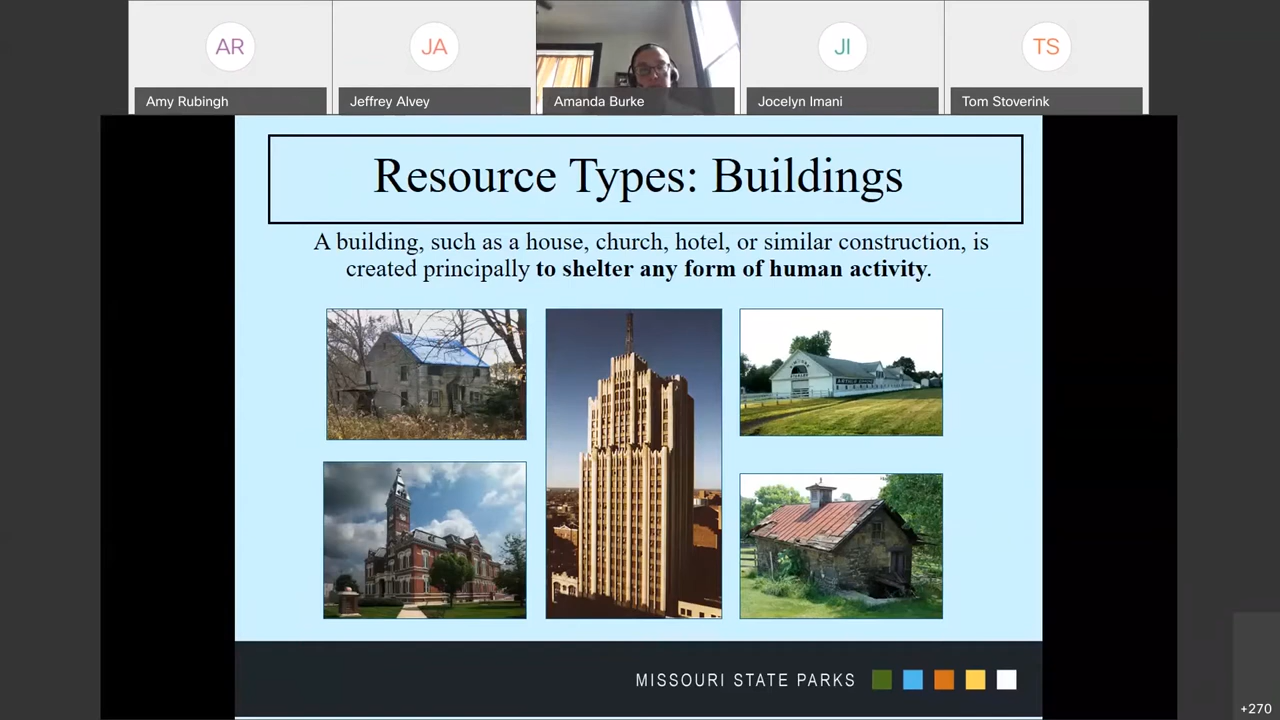 AR
JA
JI
TS
Amy Rubingh
Jeffrey Alvey
Amanda Burke
Jocelyn Imani
Tom Stoverink
Resource Types: Buildings
A building, such as a house, church, hotel, or similar construction, is
created principally to shelter any form of human activity.
MISSOURI STATE PARKS
+270